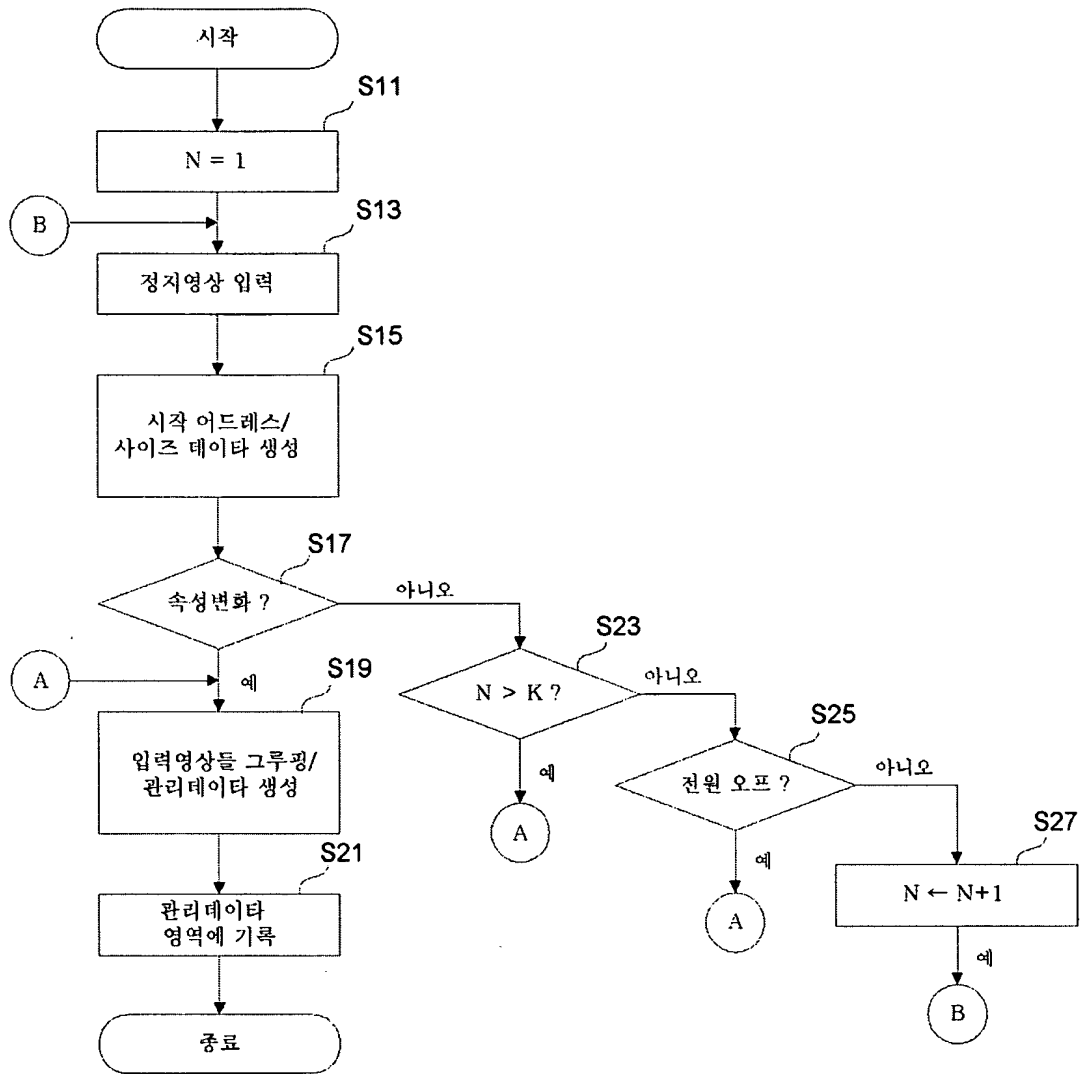 시작
S11
N = 1
B
S13
정지영상 입력
S15
시작 어드레스/
사이즈 데이타 생성
S17
속성변화 ?
아니오
S23
N > K ?
아니오
S25
전원 오프 ?
아니오
S27
N ← N+1
예
B
예
A
예
A
A
예
S19
입력영상들 그루핑/
관리데이타 생성
S21
관리데이타
영역에 기록
종료